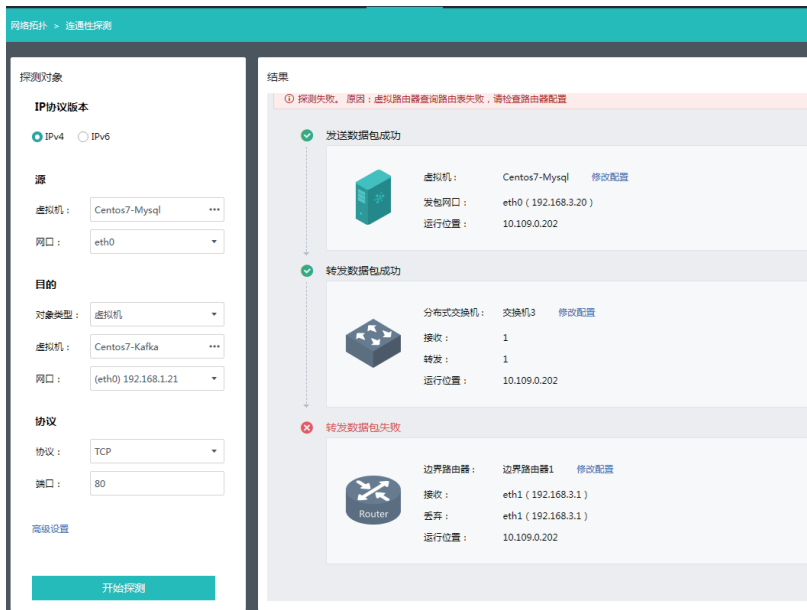 网络拓扑 > 连通性探测
探测对象
IP协议版本
IPv4 IPv6
源
虚拟机： Centos7-Mysql ···
网口： eth0
目的
对象类型： 虚拟机
虚拟机： Centos7-Kafka ···
网口： (eth0) 192.168.1.21
协议
协议： TCP
端口： 80
高级设置
开始探测
结果
探测失败。原因：虚拟路由器查询路由表失败，请检查路由器配置
发送数据包成功
虚拟机： Centos7-Mysql 修改配置
发包网口： eth0（192.168.3.20）
运行位置： 10.109.0.202
转发数据包成功
分布式交换机： 交换机3 修改配置
接收： 1
转发： 1
运行位置： 10.109.0.202
转发数据包失败
Router
边界路由器： 边界路由器1 修改配置
接收： eth1（192.168.3.1）
丢弃： eth1（192.168.3.1）
运行位置： 10.109.0.202